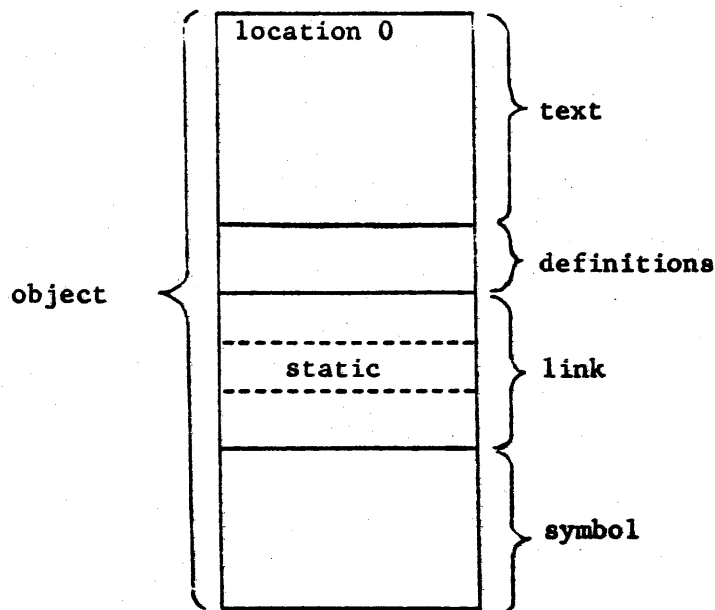 location 0
text
definitions
object
static
link
symbol